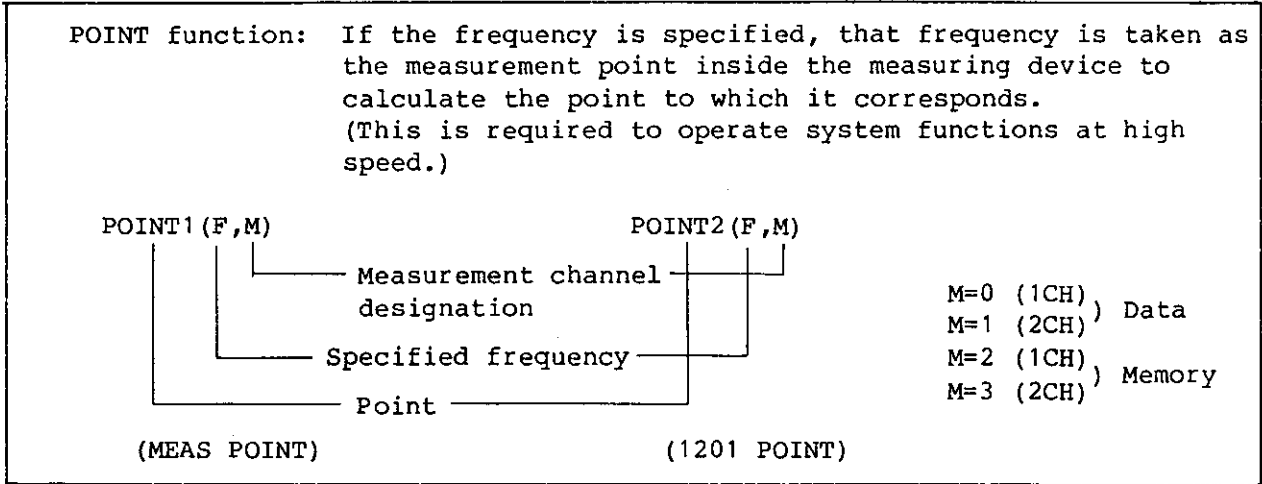 POINT function: If the frequency is specified, that frequency is taken as
the measurement point inside the measuring device to
calculate the point to which it corresponds.
(This is required to operate system functions at high
speed.)
POINT1(F,M) POINT2(F,M)
Measurement channel
designation
Specified frequency
Point
M=0 (1CH)
M=1 (2CH) ) Data
M=2 (1CH)
M=3 (2CH) ) Memory
(MEAS POINT) (1201 POINT)